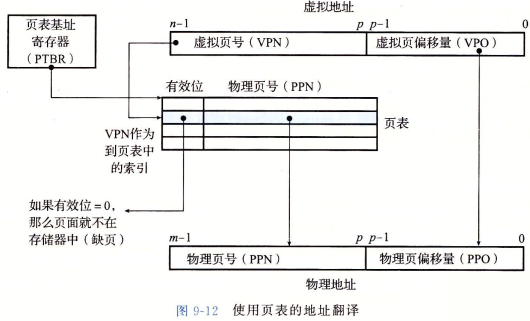 虚拟地址
n-1
p p-1
0
页表基址
寄存器
(PTBR)
虚拟页号(VPN)
虚拟页偏移量(VPO)
有效位
物理页号(PPN)
页表
VPN作为
到页表中
的索引
如果有效位=0,
那么页面就不在
存储器中(缺页)
m-1
p p-1
0
物理页号(PPN)
物理页偏移量(PPO)
物理地址
图 9-12 使用页表的地址翻译